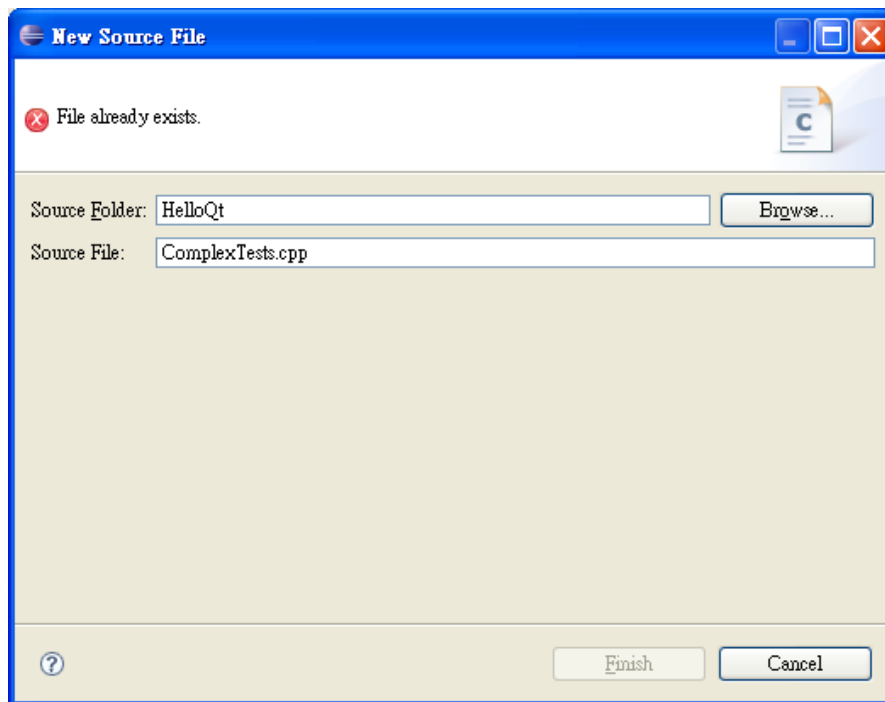 New Source File
File already exists.
C
Source Folder: HelloQt Browse...
Source File: ComplexTests.cpp
? Finish Cancel